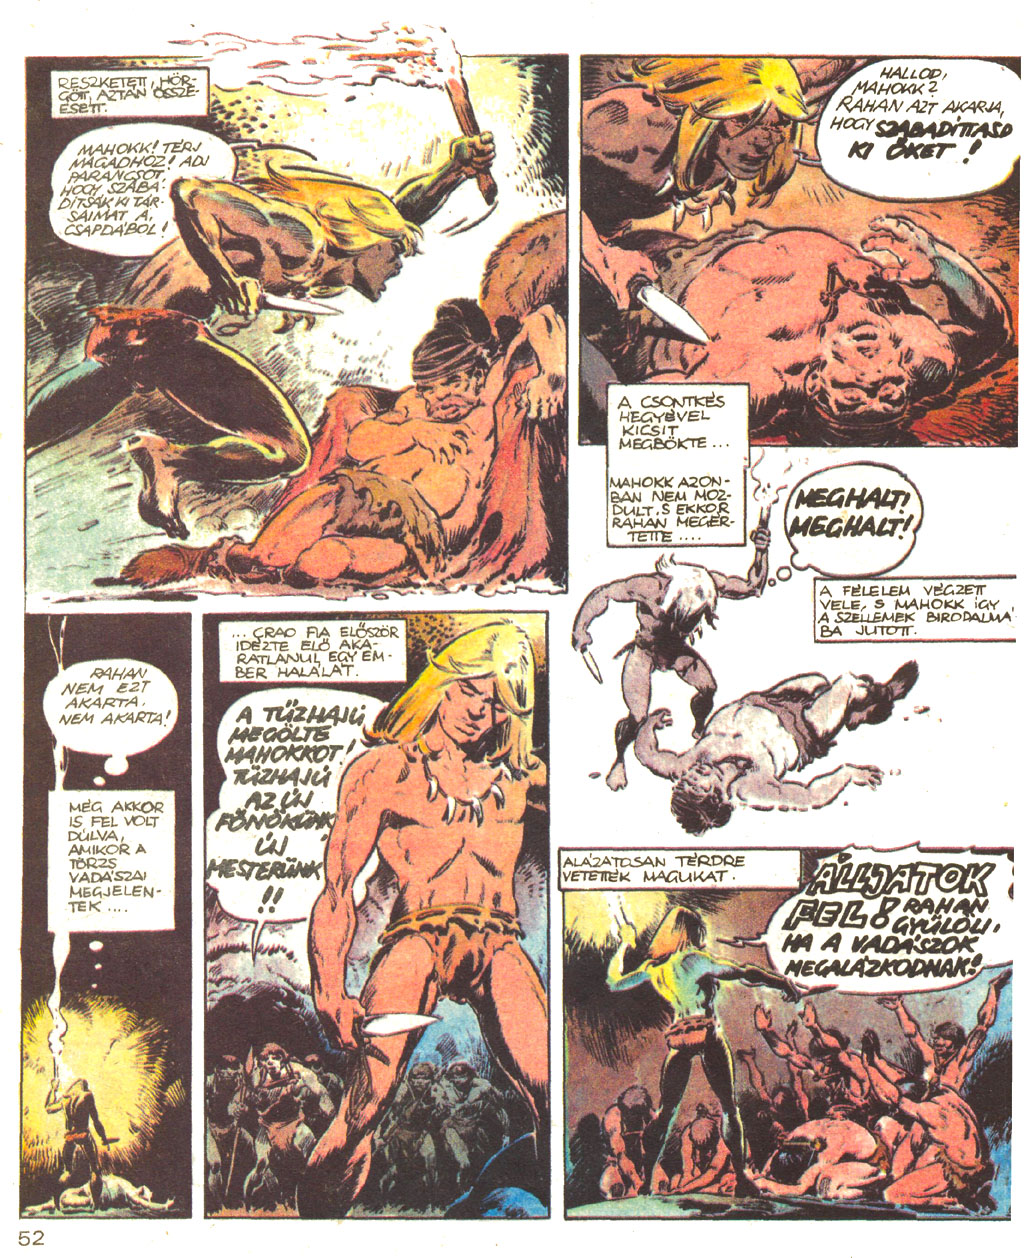 RESZKETETT, HÖR-
GÖTT, AZTÁN ÖSSZE-
ESETT.
MAHOKK! TÉRJ
MAGADHOZ! ADJ
PARANCSOT,
HOGY SZABA-
DÍTSÁK KI TÁR-
SAIMAT A
CSAPDÁBÓL!
HALLOD,
MAHOKK?
RAHAN AZT AKARJA,
HOGY SZABADÍTTASD
KI ŐKET!
A CSONTKÉS
HEGYÉVEL
KICSIT
MEGBÖKTE...
MAHOKK AZON-
BAN NEM MOZ-
DULT. S EKKOR
RAHAN MEGÉR-
TETTE....
MEGHALT!
MEGHALT!
A FÉLELEM VÉGZETT
VELE, S MAHOKK ÍGY
A SZELLEMEK BIRODALMÁ-
BA JUTOTT.
RAHAN
NEM EZT
AKARTA.
NEM AKARTA!
MÉG AKKOR
IS FEL VOLT
DÚLVA,
AMIKOR A
TÖRZS
VADÁSZAI
MEGJELEN-
TEK....
... CRAO FIA ELŐSZÖR
IDÉZTE ELŐ AKA-
RATLANUL EGY EM-
BER HALÁLÁT.
A TŰZHAJÚ
MEGÖLTE
MAHOKKOT!
TŰZHAJÚ
AZ ÚJ
FŐNÖKÜNK
ÚJ
MESTERÜNK
!!
ALÁZATOSAN TÉRDRE
VETETTÉK MAGUKAT.
ÁLLJATOK
FEL! RAHAN
GYŰLÖLI,
HA A VADÁSZOK
MEGALÁZKODNAK!
52